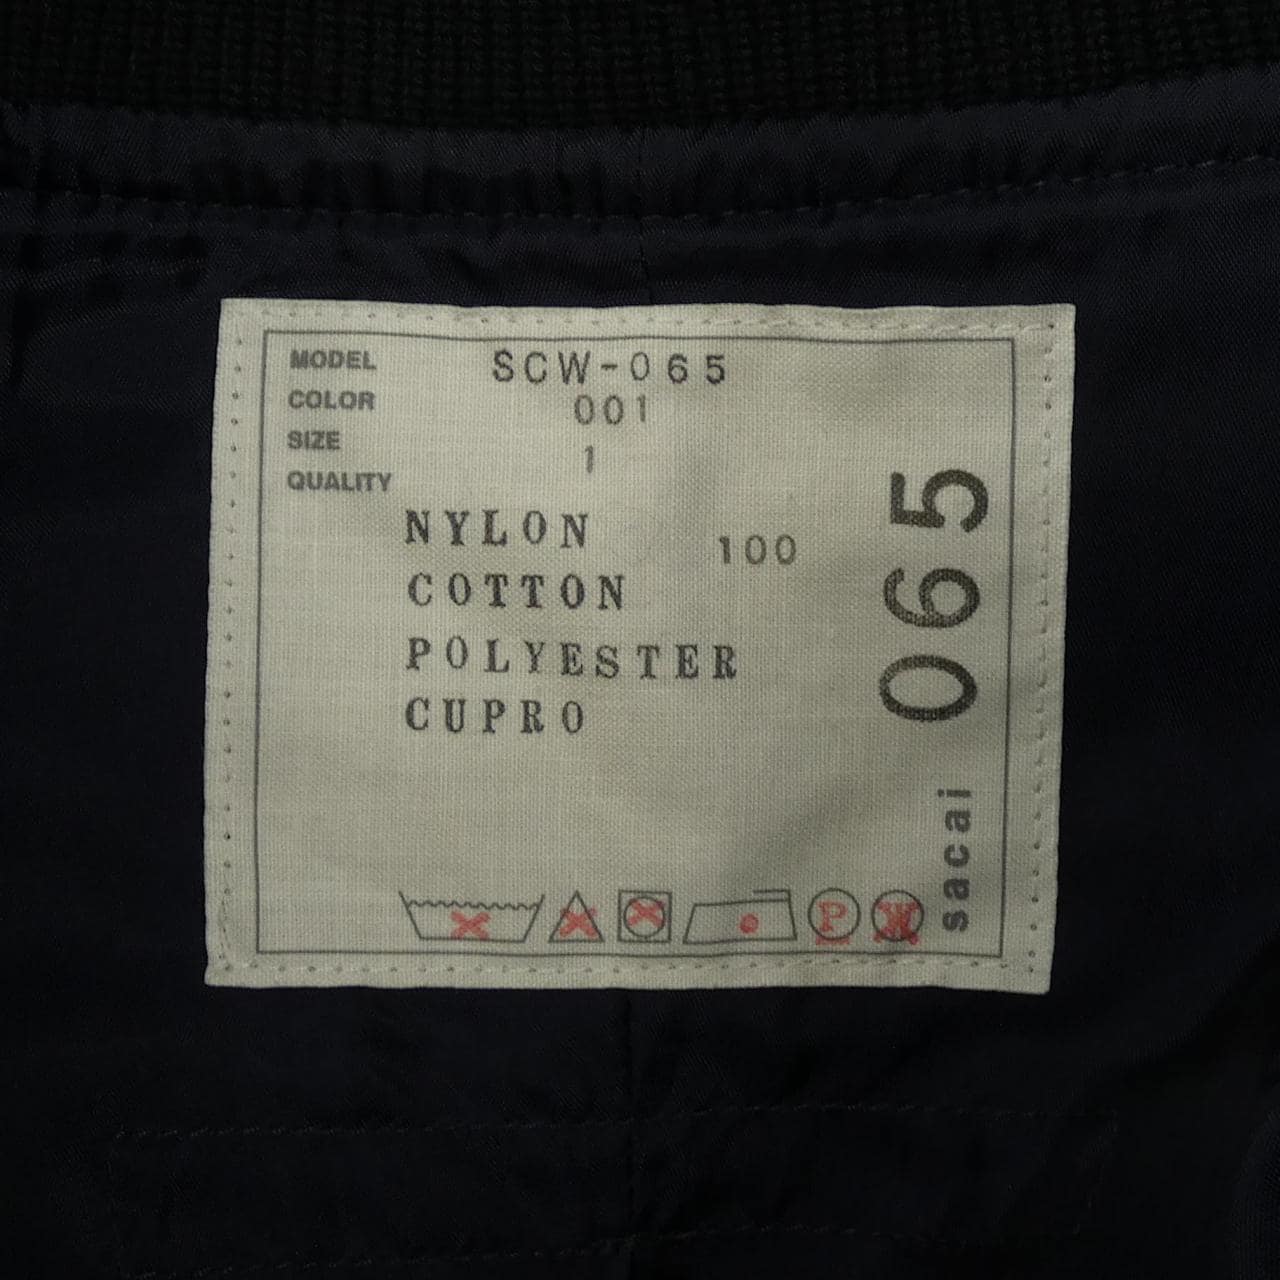 MODEL SCW-065
COLOR 001
SIZE 1
QUALITY
NYLON 100
COTTON
POLYESTER
CUPRO
P
W
sacai 065